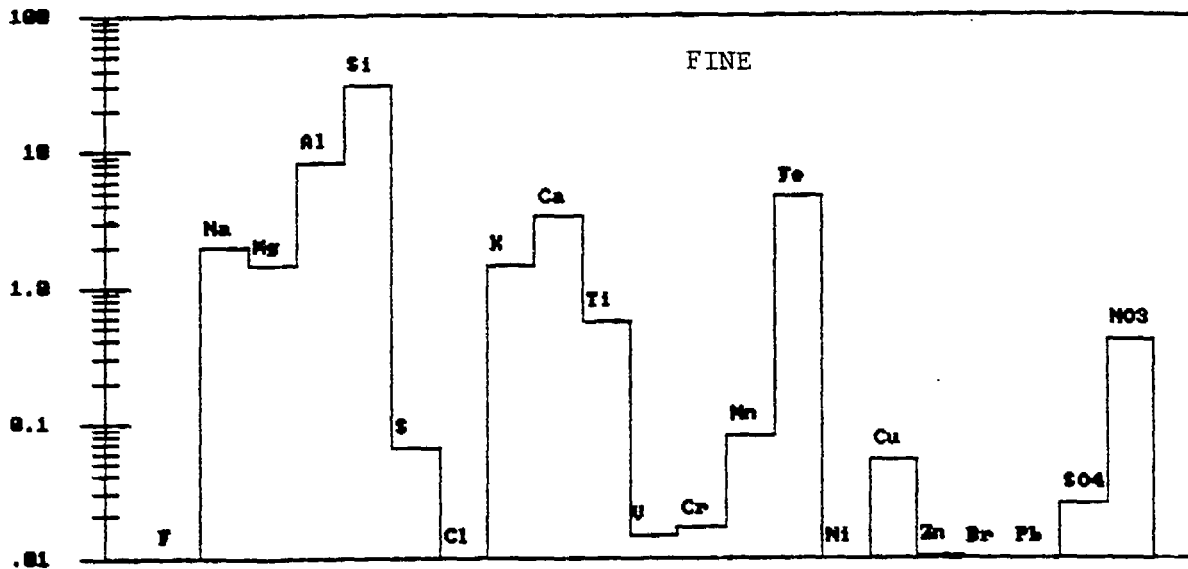 100
FINE
Si
Al
10
Fe
Ca
Na
Mg
K
1.0
Ti
NO3
0.1
S
Mn
Cu
SO4
V
Cr
F
Cl
Ni
Zn
Br
Pb
.01